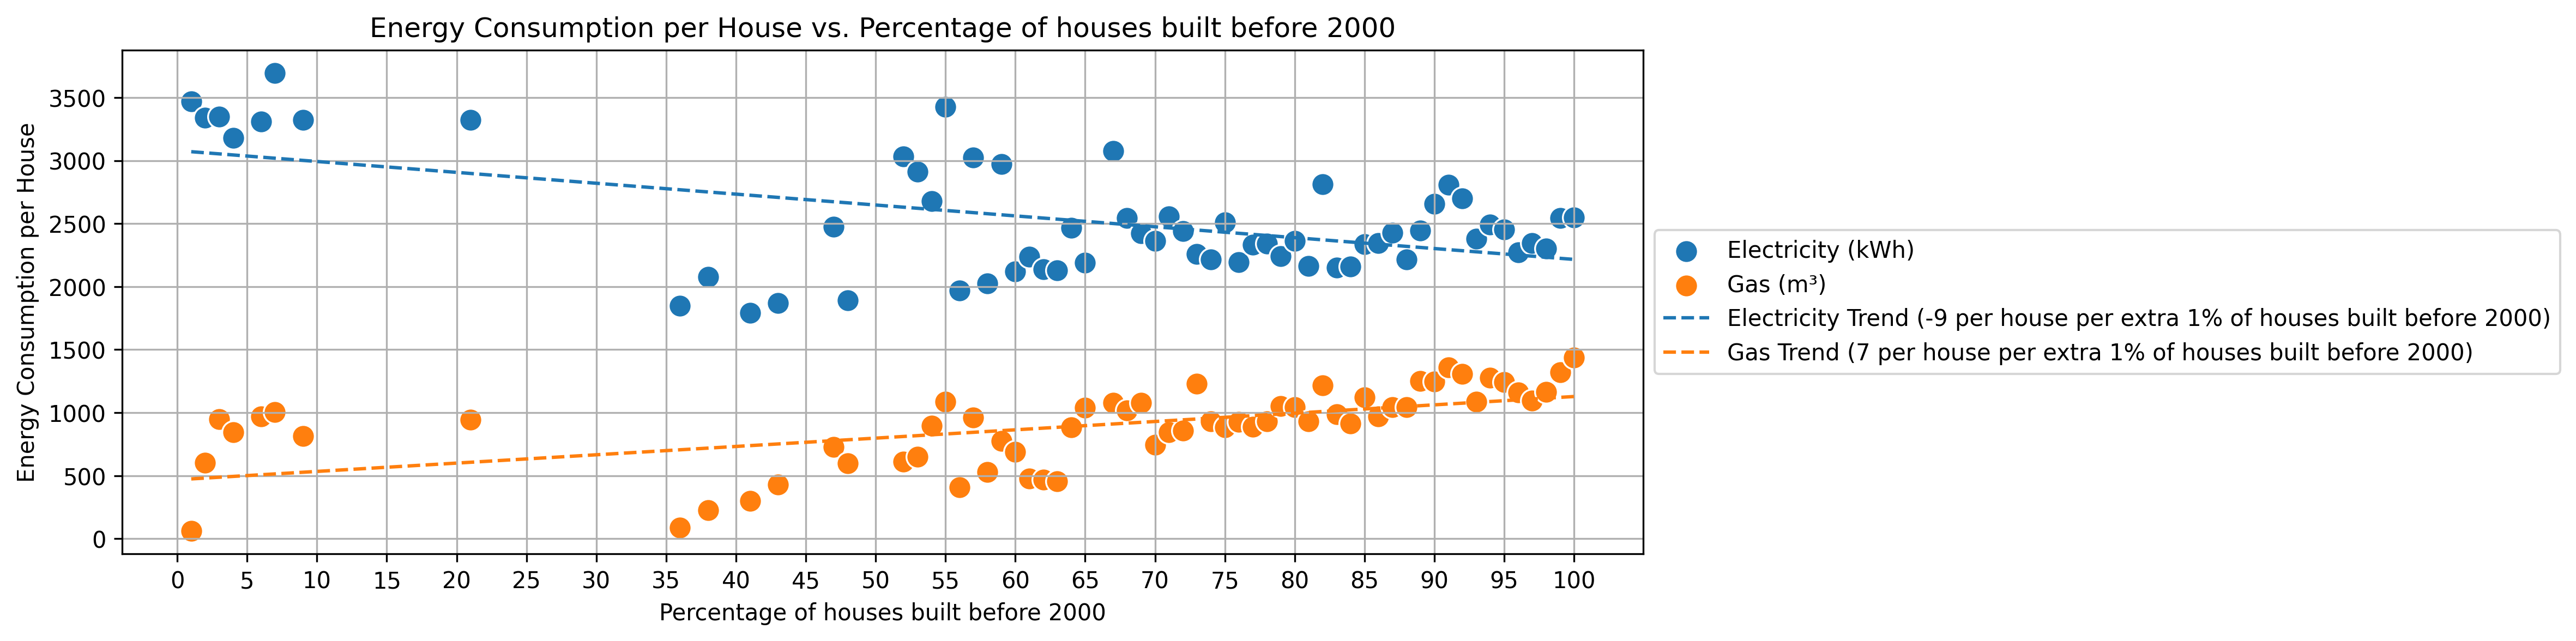 Energy Consumption per House vs. Percentage of houses built before 2000
Energy Consumption per House
3500
3000
2500
2000
1500
1000
500
0
0 5 10 15 20 25 30 35 40 45 50 55 60 65 70 75 80 85 90 95 100
Percentage of houses built before 2000
Electricity (kWh)
Gas (m³)
Electricity Trend (-9 per house per extra 1% of houses built before 2000)
Gas Trend (7 per house per extra 1% of houses built before 2000)